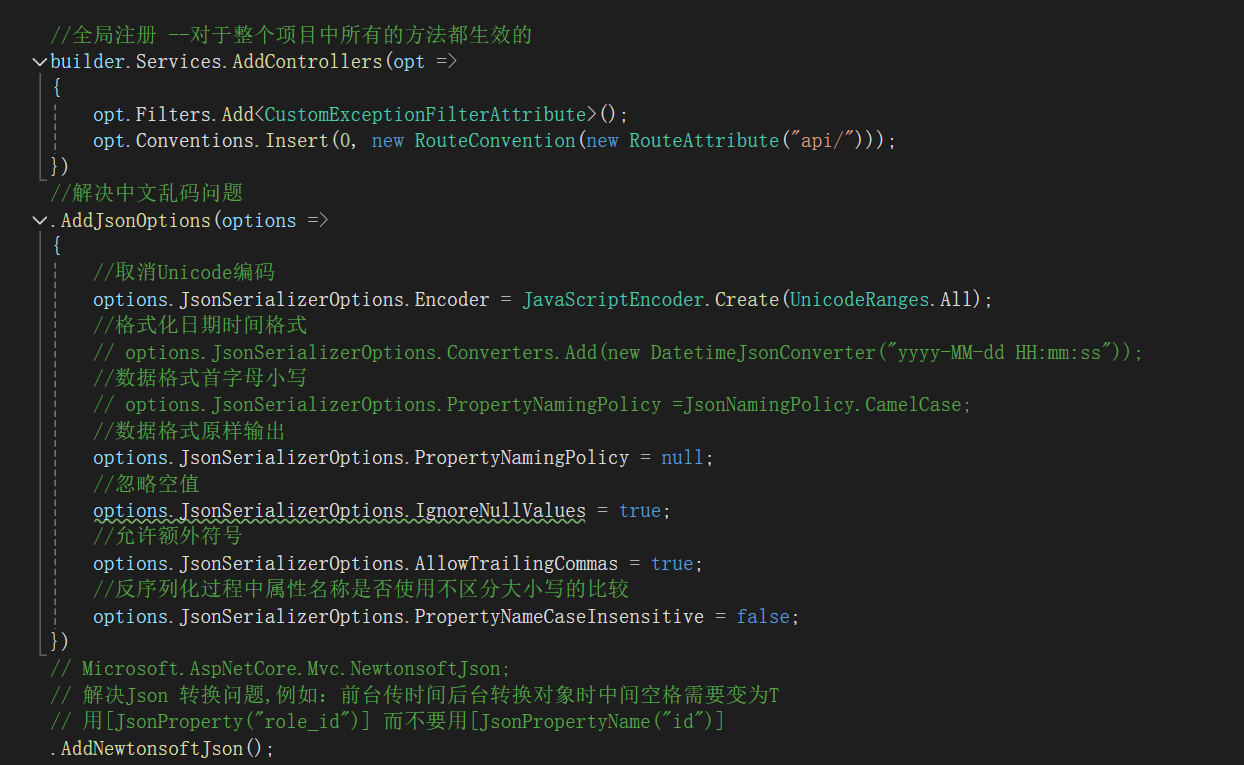 //全局注册 --对于整个项目中所有的方法都生效的
builder.Services.AddControllers(opt =>
{
    opt.Filters.Add<CustomExceptionFilterAttribute>();
    opt.Conventions.Insert(0, new RouteConvention(new RouteAttribute("api/")));
})
//解决中文乱码问题
.AddJsonOptions(options =>
{
    //取消Unicode编码
    options.JsonSerializerOptions.Encoder = JavaScriptEncoder.Create(UnicodeRanges.All);
    //格式化日期时间格式
    // options.JsonSerializerOptions.Converters.Add(new DatetimeJsonConverter("yyyy-MM-dd HH:mm:ss"));
    //数据格式首字母小写
    // options.JsonSerializerOptions.PropertyNamingPolicy =JsonNamingPolicy.CamelCase;
    //数据格式原样输出
    options.JsonSerializerOptions.PropertyNamingPolicy = null;
    //忽略空值
    options.JsonSerializerOptions.IgnoreNullValues = true;
    //允许额外符号
    options.JsonSerializerOptions.AllowTrailingCommas = true;
    //反序列化过程中属性名称是否使用不区分大小写的比较
    options.JsonSerializerOptions.PropertyNameCaseInsensitive = false;
})
// Microsoft.AspNetCore.Mvc.NewtonsoftJson;
// 解决Json 转换问题,例如：前台传时间后台转换对象时中间空格需要变为T
// 用[JsonProperty("role_id")] 而不要用[JsonPropertyName("id")]
.AddNewtonsoftJson();